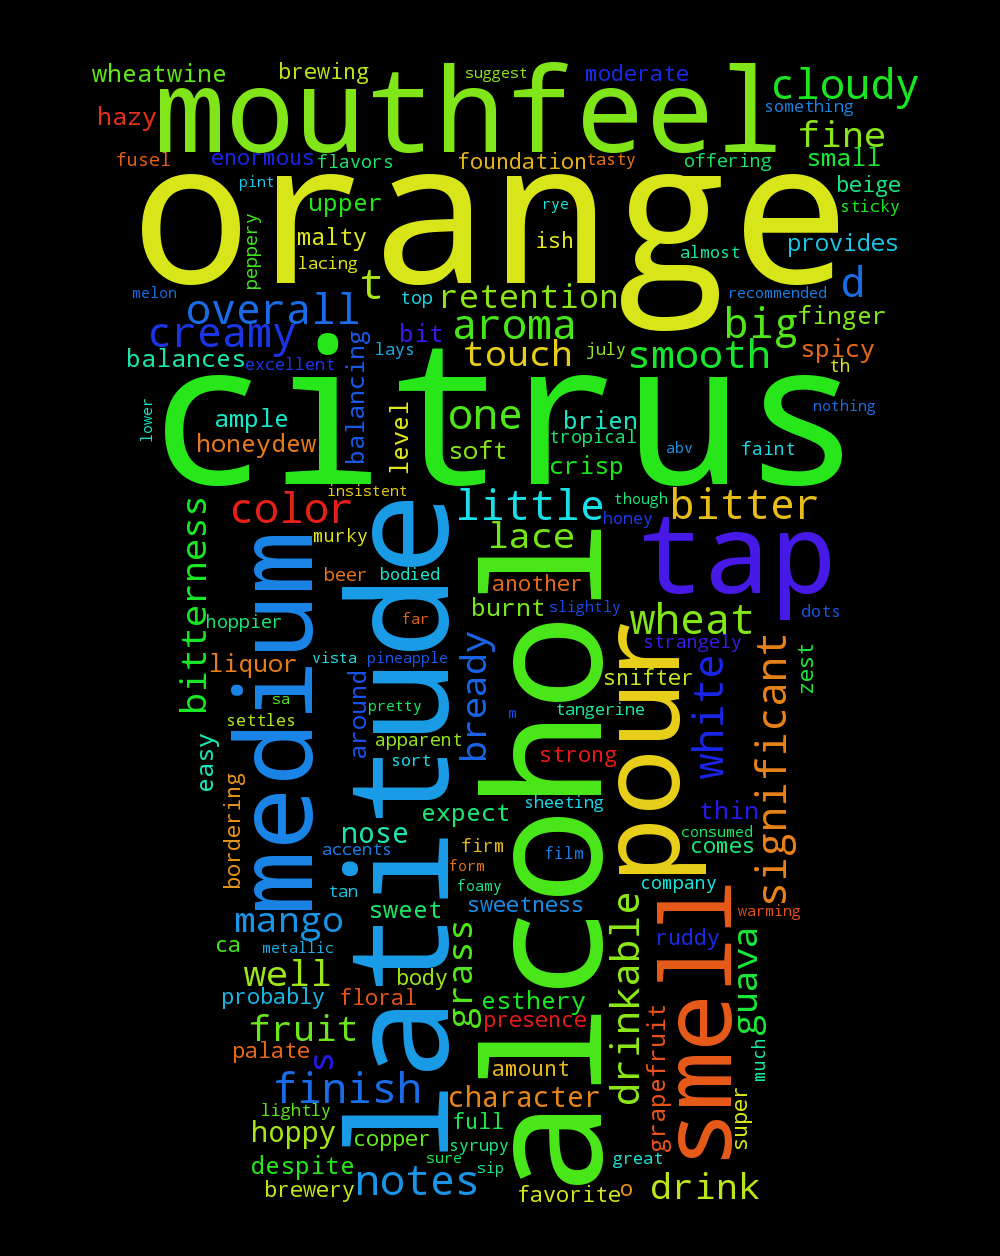 wheatwine brewing suggest moderate cloudy
mouthfeel
something
hazy fine
fusel enormous flavors foundation tasty offering small
orange
pint upper rye beige
sticky
peppery malty ish almost provides
lacing
melon t top retention recommended d
overall creamy bit aroma big finger
balances excellent balancing lays touch july smooth spicy
th
citrus
lower ample level one brien nothing
honeydew soft tropical abv faint
crisp
insistent
color little though bitter
honey
bitterness medium murky latitude lace alcohol tap
beer bodied another
burnt slightly wheat dots
hoppier far
strangely
liquor vista pineapple bready pour snifter white significant zest
sa pretty m tangerine
settles around
easy apparent strong
sort
bordering sheeting thin
expect
nose consumed
accents firm film comes
form
tan foamy company
mango sweet sweetness drinkable smell warming
ca metallic grass ruddy guava
well body
probably floral esthery
presence
fruit grapefruit
palate s amount much
finish character super
lightly
hoppy copper full
syrupy
despite sure sip great
brewery notes favorite o drink